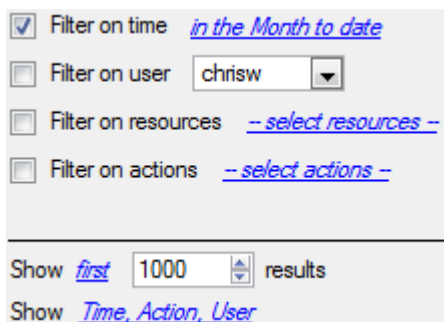 Filter on time in the Month to date
Filter on user chrisw
Filter on resources -- select resources --
Filter on actions -- select actions --
Show first 1000 results
Show Time, Action, User